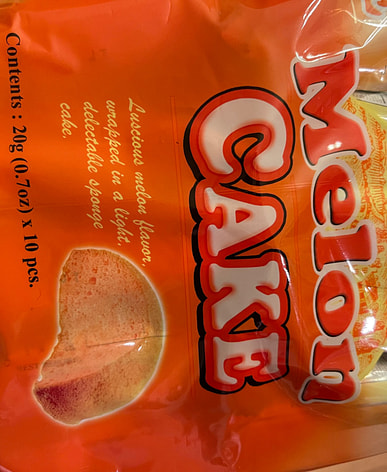 Melon
CAKE
Luscious melon flavor,
wrapped in a light,
delectable sponge
cake.
Contents : 20g (0.7oz) x 10 pcs.